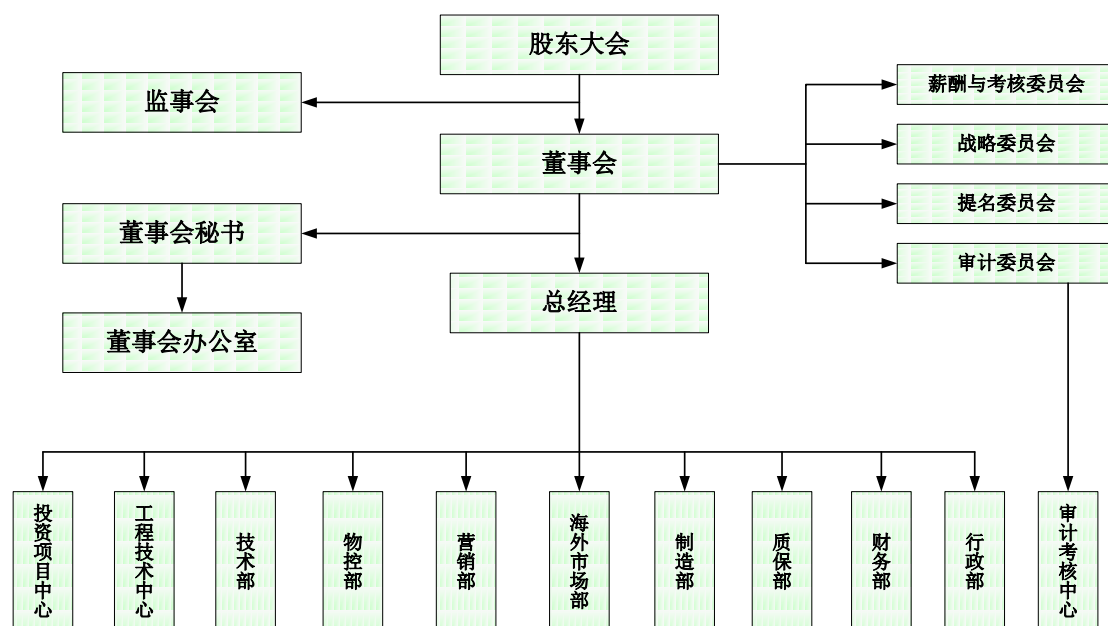 股东大会
监事会
薪酬与考核委员会
战略委员会
董事会
提名委员会
董事会秘书
审计委员会
总经理
董事会办公室
投资项目中心
工程技术中心
技术部
物控部
营销部
海外市场部
制造部
质保部
财务部
行政部
审计考核中心